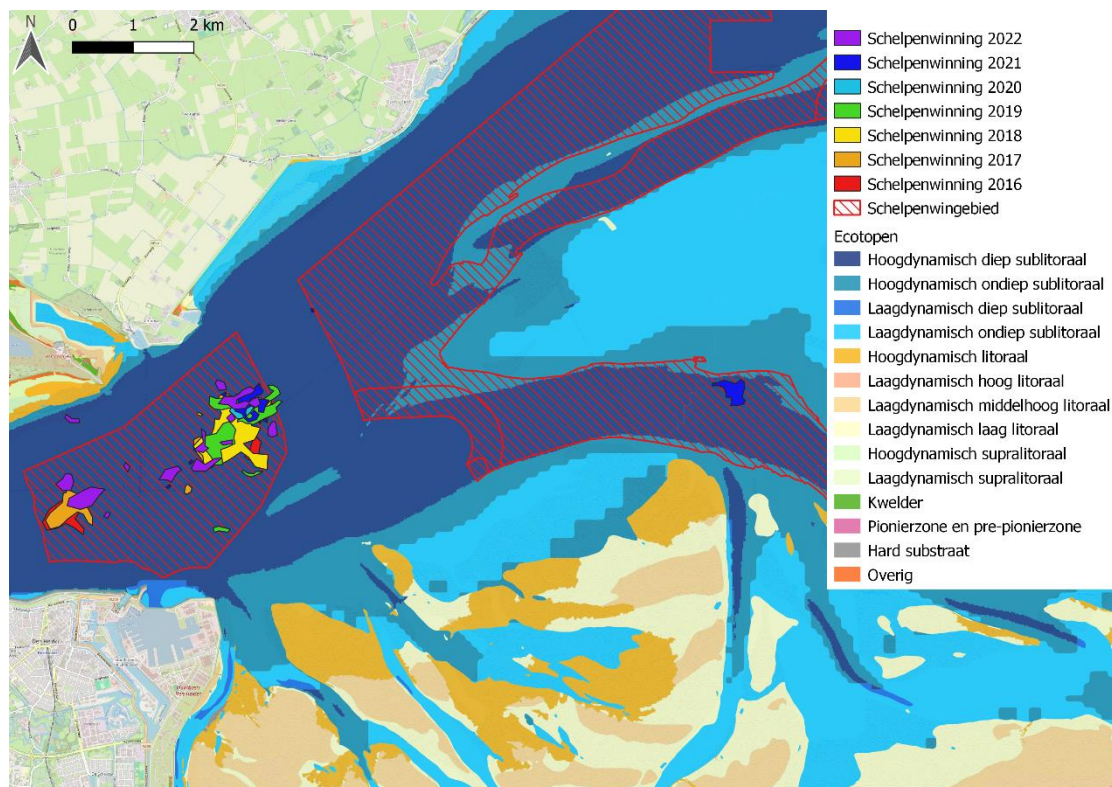 N
0 1 2 km
Schelpenwinning 2022
Schelpenwinning 2021
Schelpenwinning 2020
Schelpenwinning 2019
Schelpenwinning 2018
Schelpenwinning 2017
Schelpenwinning 2016
Schelpenwingebied
Ecotopen
Hoogdynamisch diep sublitoraal
Hoogdynamisch ondiep sublitoraal
Laagdynamisch diep sublitoraal
Laagdynamisch ondiep sublitoraal
Hoogdynamisch litoraal
Laagdynamisch hoog litoraal
Laagdynamisch middelhoog litoraal
Laagdynamisch laag litoraal
Hoogdynamisch supralitoraal
Laagdynamisch supralitoraal
Kwelder
Pionierzone en pre-pionierzone
Hard substraat
Overig